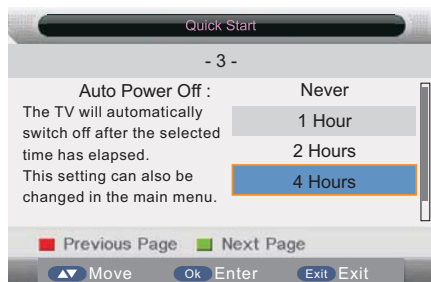 Quick Start
- 3 -
Auto Power Off :
The TV will automatically
switch off after the selected
time has elapsed.
This setting can also be
changed in the main menu.
Never
1 Hour
2 Hours
4 Hours
Previous Page Next Page
Move Ok Enter Exit Exit